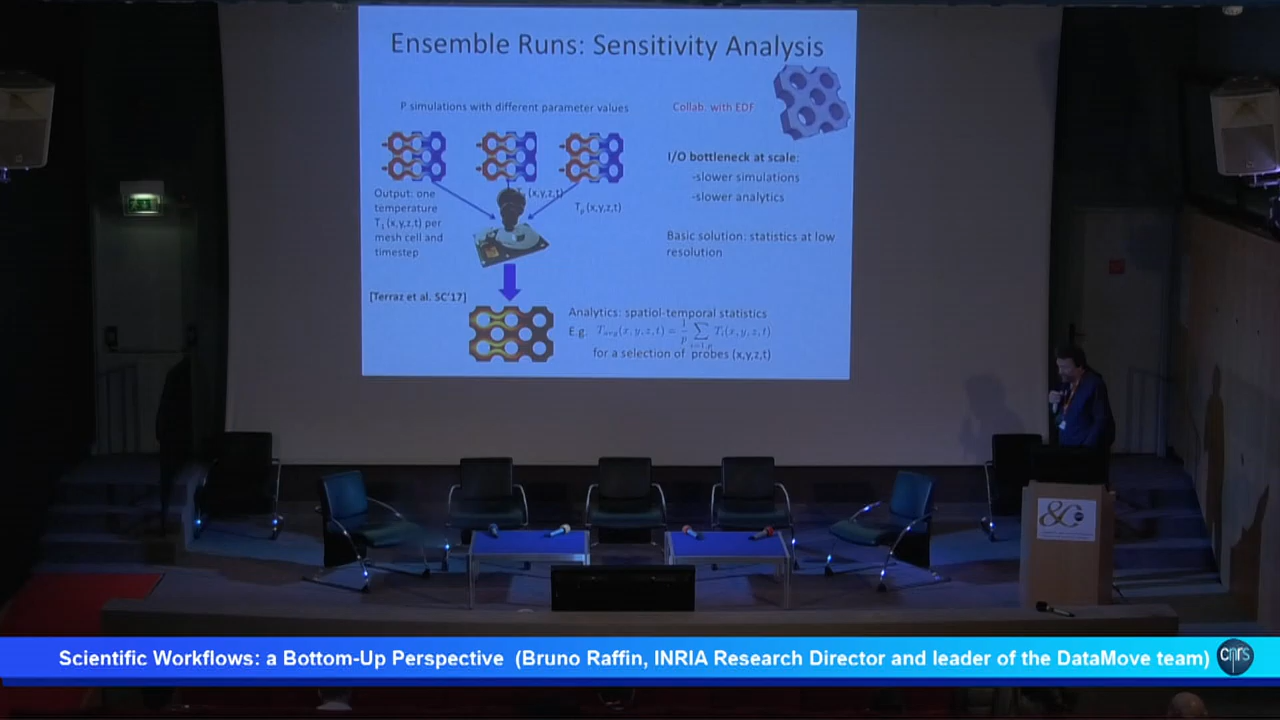 Ensemble Runs: Sensitivity Analysis
P simulations with different parameter values
Collab. with EDF
I/O bottleneck at scale:
-slower simulations
-slower analytics
Output: one
temperature
T₁(x,y,z,t) per
mesh cell and
timestep
(x,y,z,t)
Tₚ(x,y,z,t)
Basic solution: statistics at low
resolution
[Terraz et al. SC'17]
Analytics: spatiol-temporal statistics
E.g.
for a selection of probes (x,y,z,t)
&C
Scientific Workflows: a Bottom-Up Perspective (Bruno Raffin, INRIA Research Director and leader of the DataMove team)
cnrs